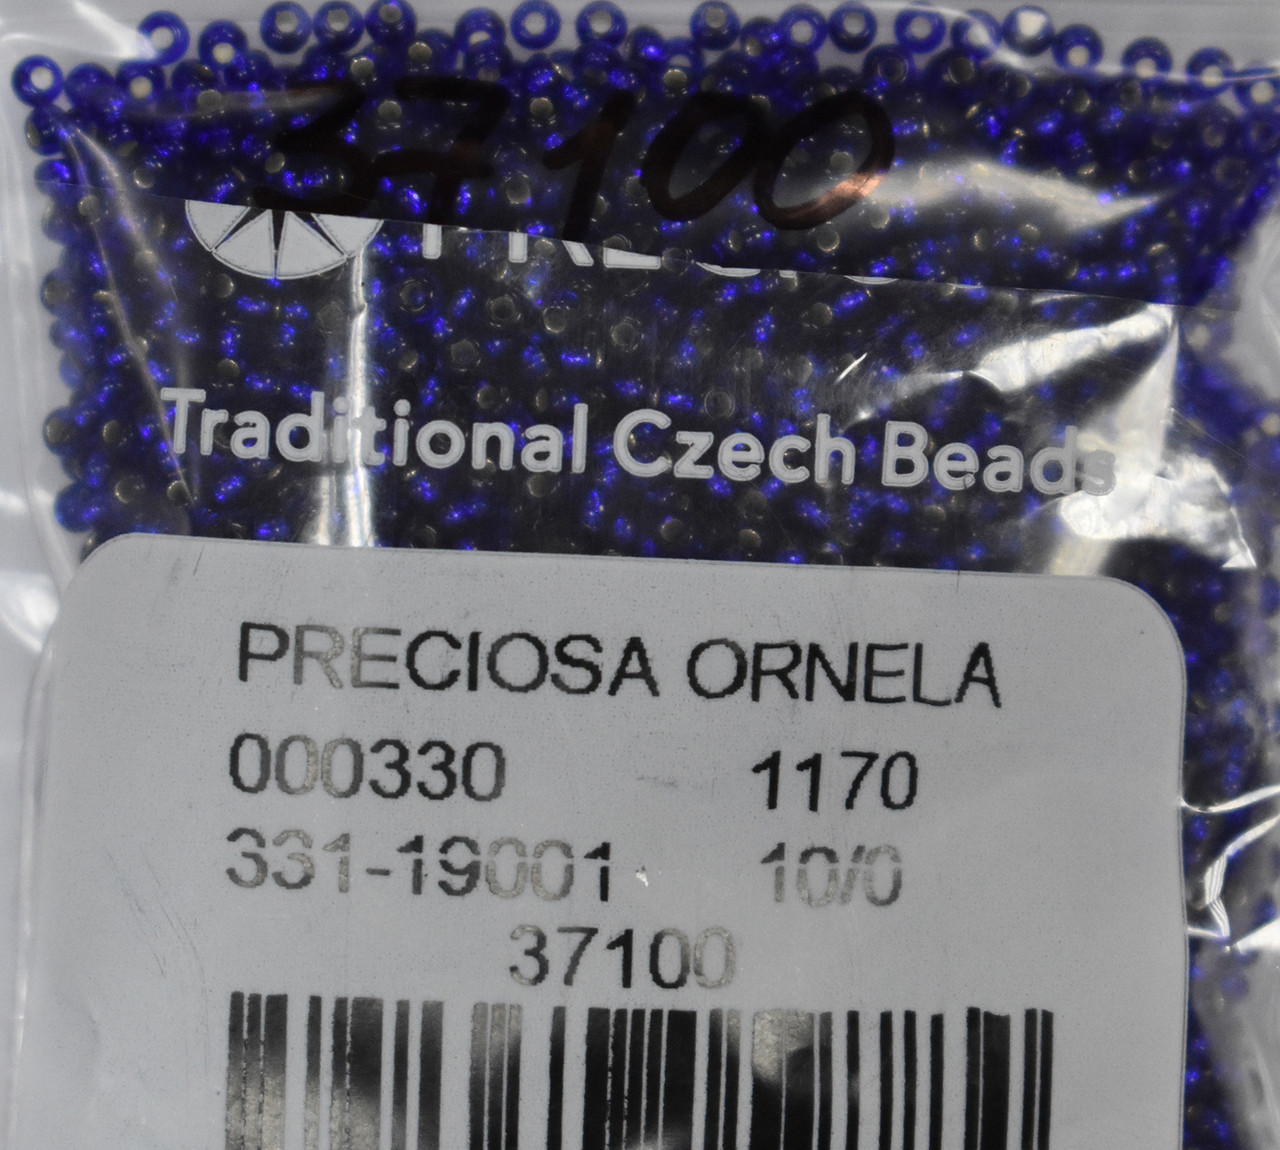 37100
Traditional Czech Beads
PRECIOSA ORNELA
000330 1170
331-19001 10/0
37100